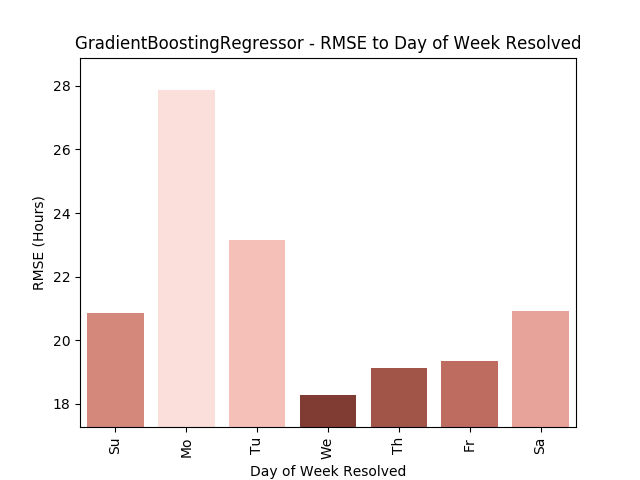 GradientBoostingRegressor - RMSE to Day of Week Resolved
28
26
24
22
20
18
RMSE (Hours)
Su
Mo
Tu
We
Th
Fr
Sa
Day of Week Resolved